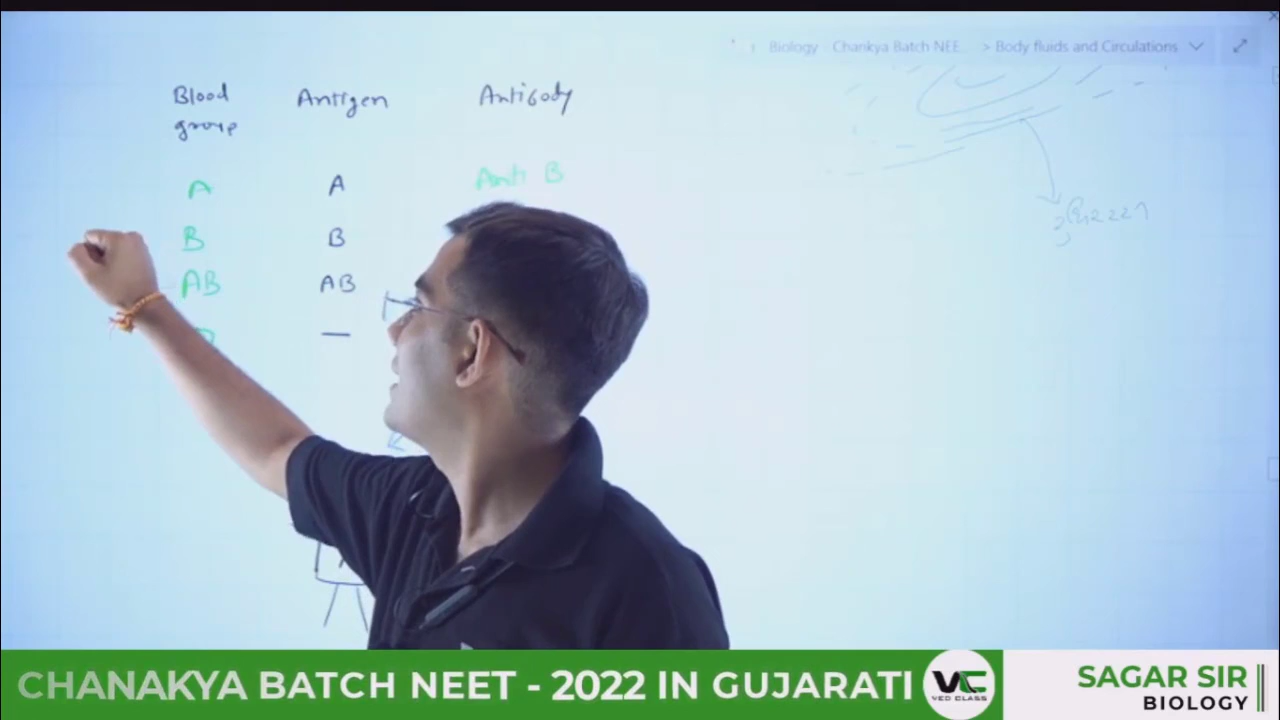 Biology - Chankya Batch NEE... > Body fluids and Circulations
Blood group Antigen Antibody
A A Anti B
B B
AB AB
—
CHANAKYA BATCH NEET - 2022 IN GUJARATI
VC
VED CLASS
SAGAR SIR
BIOLOGY